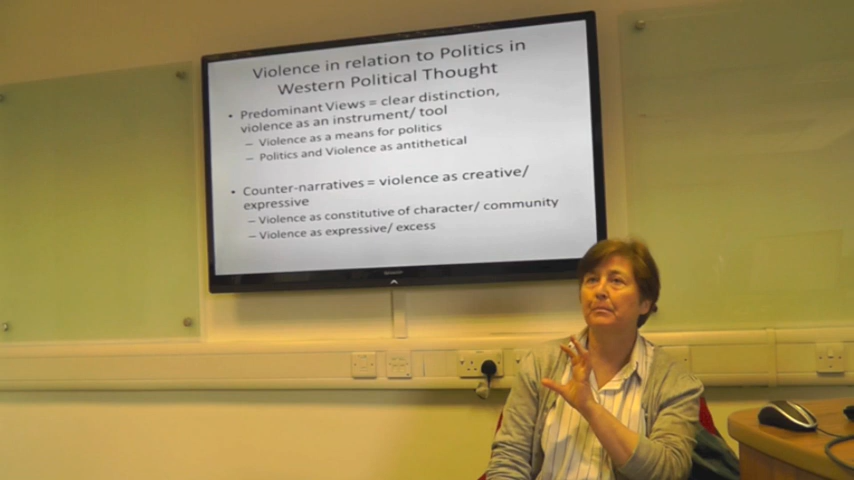 Violence in relation to Politics in
Western Political Thought
• Predominant Views = clear distinction,
violence as an instrument/ tool
– Violence as a means for politics
– Politics and Violence as antithetical
• Counter-narratives = violence as creative/
expressive
– Violence as constitutive of character/ community
– Violence as expressive/ excess